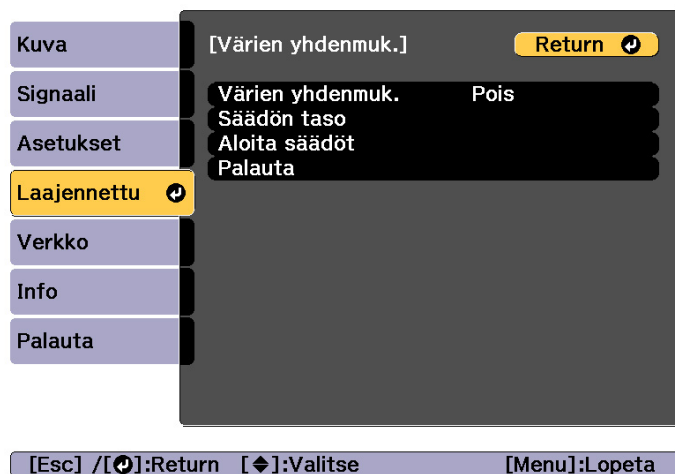 Kuva
Signaali
Asetukset
Laajennettu
Verkko
Info
Palauta
[Värien yhdenmuk.]
Return
Värien yhdenmuk. Pois
Säädön taso
Aloita säädöt
Palauta
[Esc] /[⏎]:Return [◆]:Valitse [Menu]:Lopeta